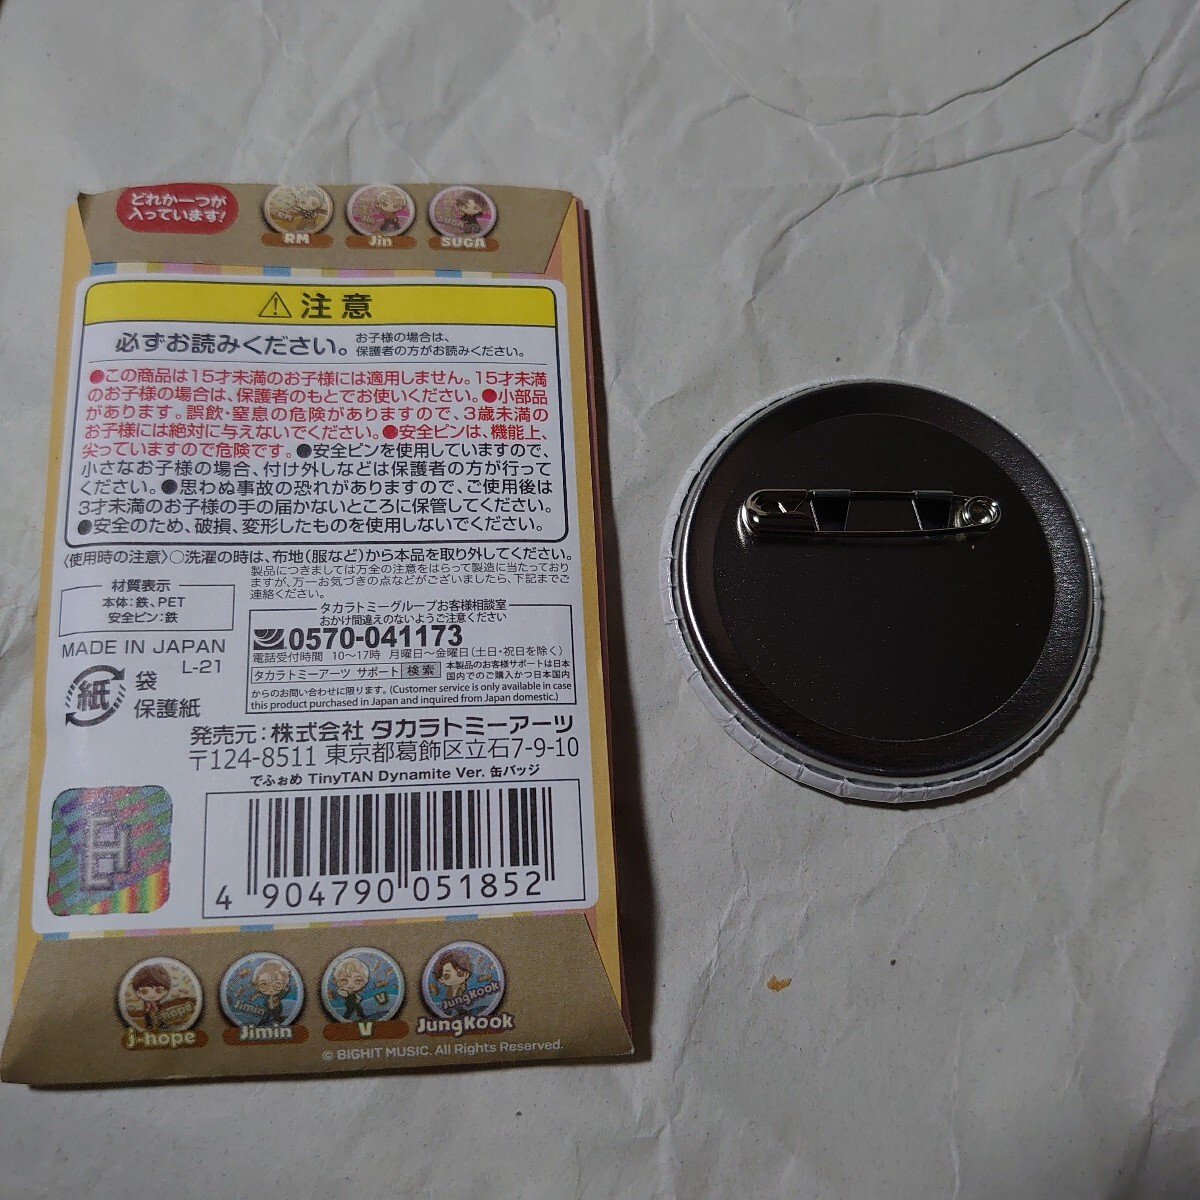 どれか一つが
入っています!
RM
Jin
SUGA
⚠注意
必ずお読みください。
お子様の場合は、
保護者の方がお読みください。
●この商品は15才未満のお子様には適用しません。15才未満
のお子様の場合は、保護者のもとでお使いください。●小部品
があります。誤飲・窒息の危険がありますので、3歳未満の
お子様には絶対に与えないでください。●安全ピンは、機能上、
尖っていますので危険です。●安全ピンを使用していますので、
小さなお子様の場合、付け外しなどは保護者の方が行って
ください。●思わぬ事故の恐れがありますので、ご使用後は
3才未満のお子様の手の届かないところに保管してください。
●安全のため、破損、変形したものを使用しないでください。
〈使用時の注意〉○洗濯の時は、布地(服など)から本品を取り外してください。
製品につきましては万全の注意をはらって製造に当たっており
ますが、万一お気づきの点などがございましたら、下記までご
連絡ください。
材質表示
本体:鉄、PET
安全ピン:鉄
MADE IN JAPAN
L-21
紙
袋
保護紙
タカラトミーグループお客様相談室
おかけ間違えのないようご注意ください
0570-041173
電話受付時間 10〜17時 月曜日〜金曜日(土日・祝日を除く)
タカラトミーアーツ サポート 検索
本製品のお客様サポートは日本
国内でのご購入かつ日本国内
からのお問い合わせに限ります。(Customer service is only available in case
this product purchased in Japan and inquired from Japan domestic.)
発売元:株式会社 タカラトミーアーツ
〒124-8511 東京都葛飾区立石7-9-10
でふぉめ TinyTAN Dynamite Ver. 缶バッジ
4 904790 051852
j-hope
Jimin
V
JungKook
© BIGHIT MUSIC. All Rights Reserved.